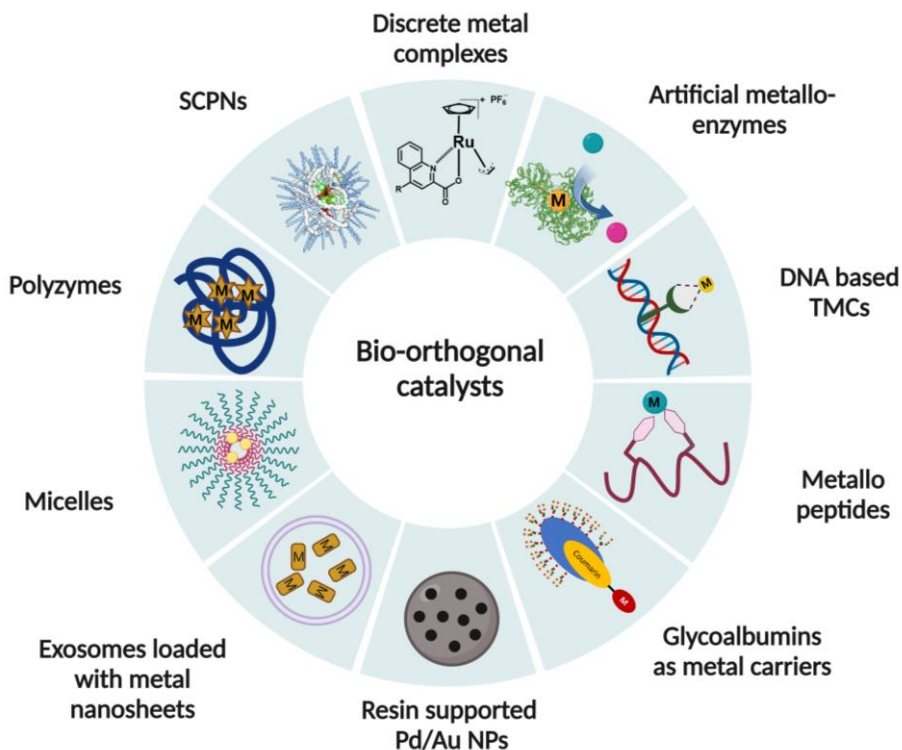 Discrete metal
complexes
Artificial metallo-
enzymes
DNA based
TMCs
Metallo
peptides
Glycoalbumins
as metal carriers
Resin supported
Pd/Au NPs
Exosomes loaded
with metal
nanosheets
Micelles
Polyzymes
SCPNs
Bio-orthogonal
catalysts
+ PF₆⁻
Ru
N
O
O
R
M
M
M
Coumarin
M
M
M
M
M
M
M
M
M
M